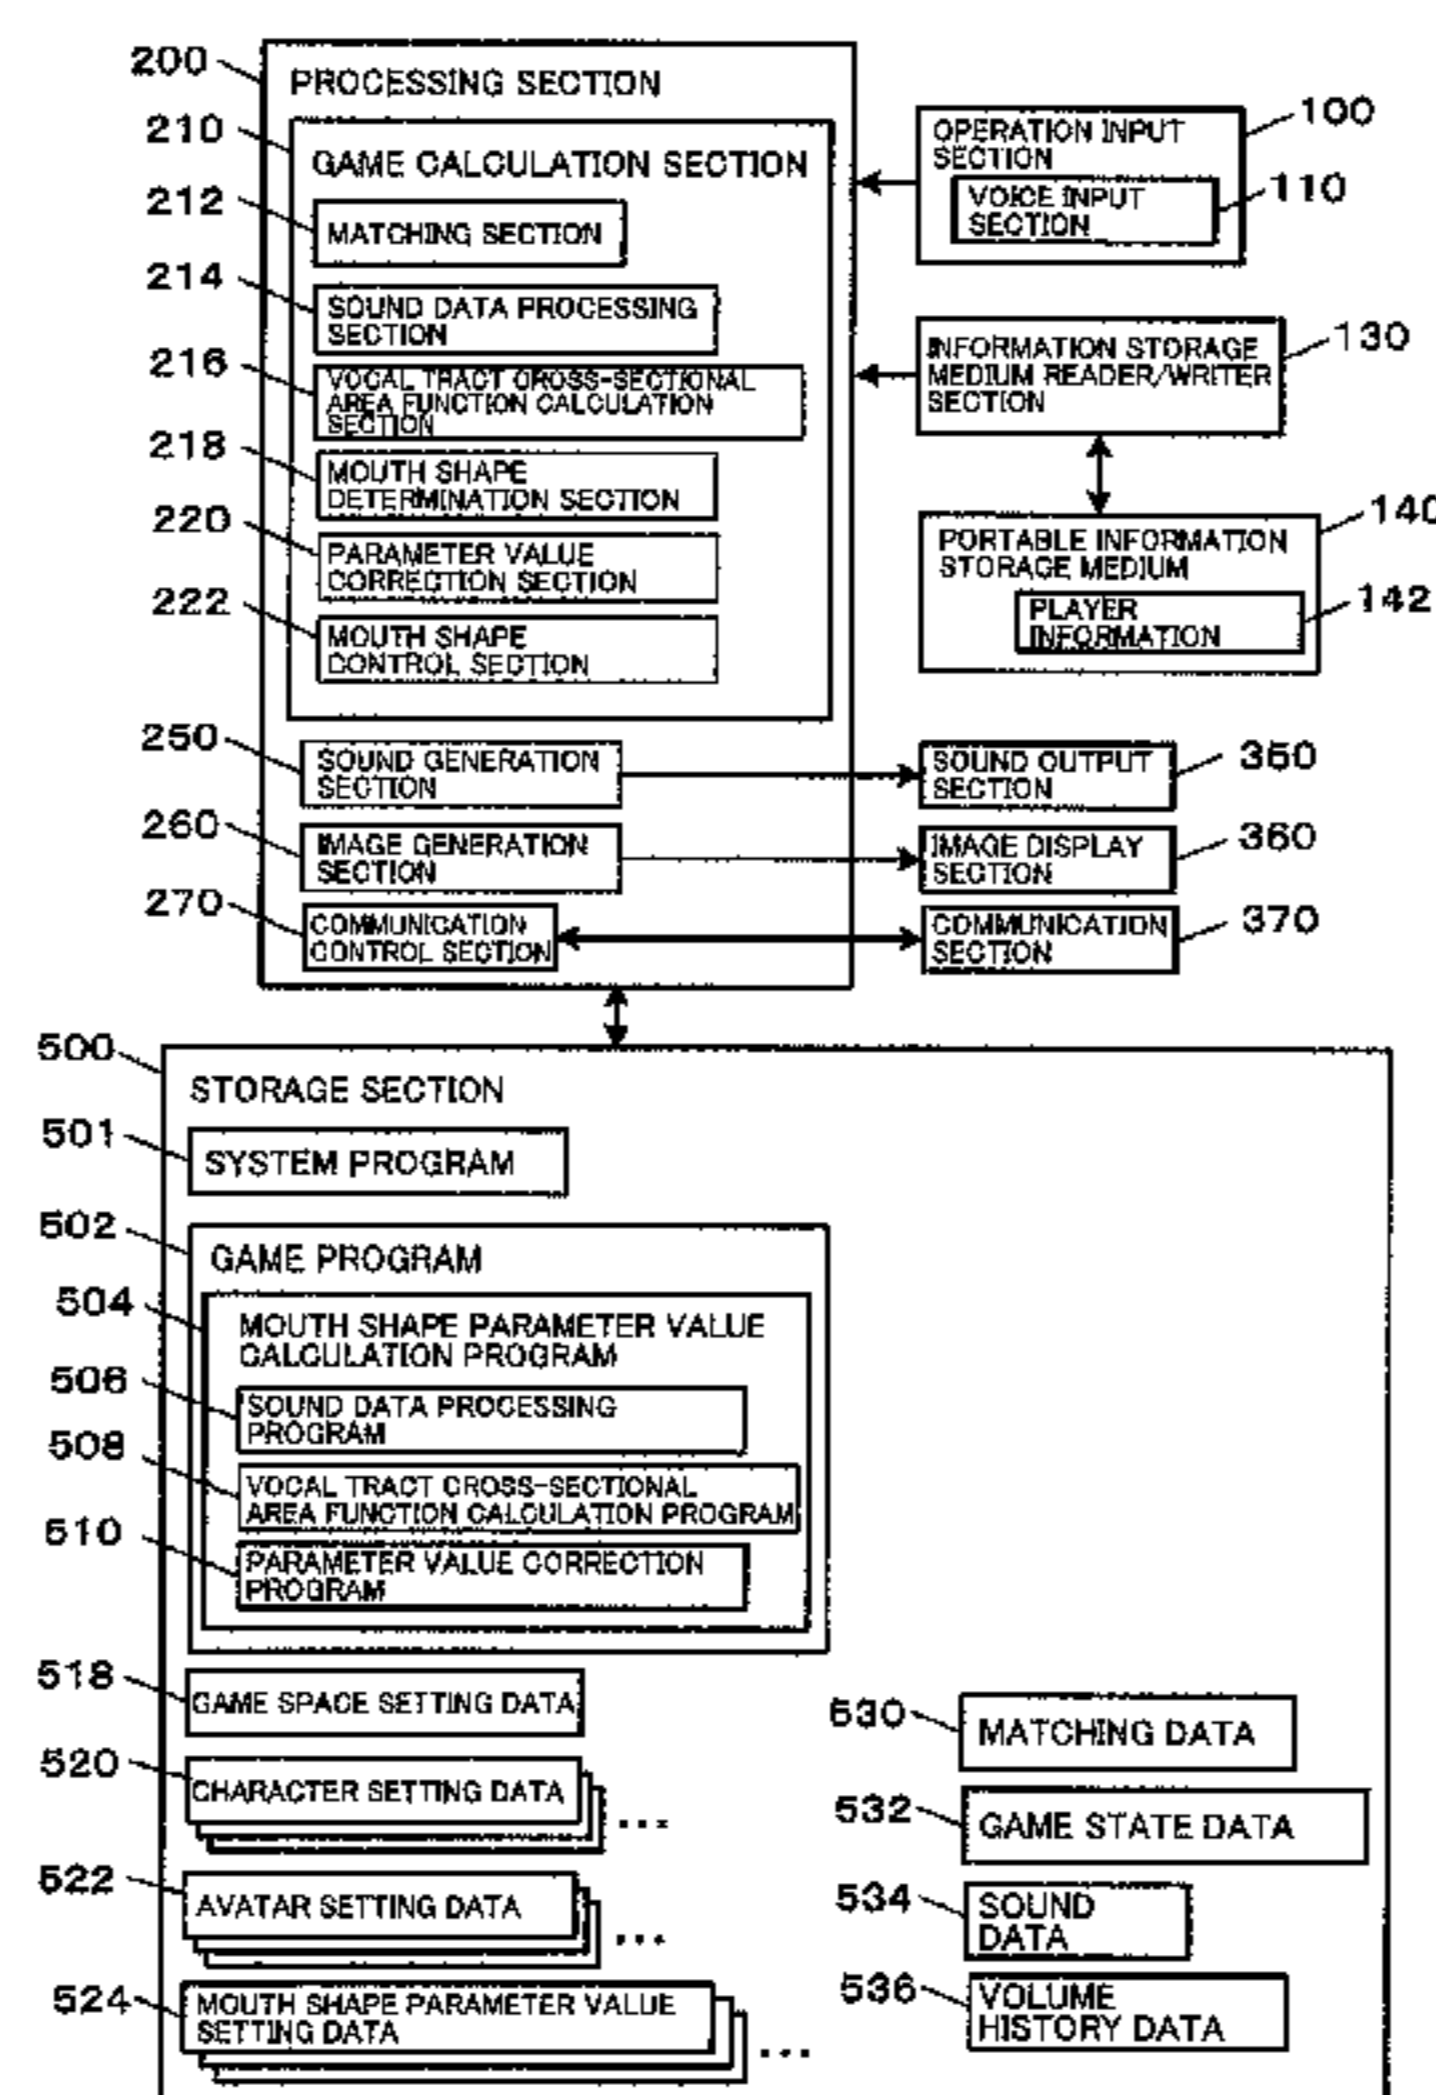 200
PROCESSING SECTION
210
GAME CALCULATION SECTION
212
MATCHING SECTION
214
SOUND DATA PROCESSING
SECTION
216
VOCAL TRACT CROSS-SECTIONAL
AREA FUNCTION CALCULATION
SECTION
218
MOUTH SHAPE
DETERMINATION SECTION
220
PARAMETER VALUE
CORRECTION SECTION
222
MOUTH SHAPE
CONTROL SECTION
250
SOUND GENERATION
SECTION
260
IMAGE GENERATION
SECTION
270
COMMUNICATION
CONTROL SECTION
100
OPERATION INPUT
SECTION
110
VOICE INPUT
SECTION
130
INFORMATION STORAGE
MEDIUM READER/WRITER
SECTION
140
PORTABLE INFORMATION
STORAGE MEDIUM
142
PLAYER
INFORMATION
350
SOUND OUTPUT
SECTION
360
IMAGE DISPLAY
SECTION
370
COMMUNICATION
SECTION
500
STORAGE SECTION
501
SYSTEM PROGRAM
502
GAME PROGRAM
504
MOUTH SHAPE PARAMETER VALUE
CALCULATION PROGRAM
506
SOUND DATA PROCESSING
PROGRAM
508
VOCAL TRACT CROSS-SECTIONAL
AREA FUNCTION CALCULATION PROGRAM
510
PARAMETER VALUE CORRECTION
PROGRAM
518
GAME SPACE SETTING DATA
520
CHARACTER SETTING DATA
...
522
AVATAR SETTING DATA
...
524
MOUTH SHAPE PARAMETER VALUE
SETTING DATA
...
530
MATCHING DATA
532
GAME STATE DATA
534
SOUND
DATA
536
VOLUME
HISTORY DATA